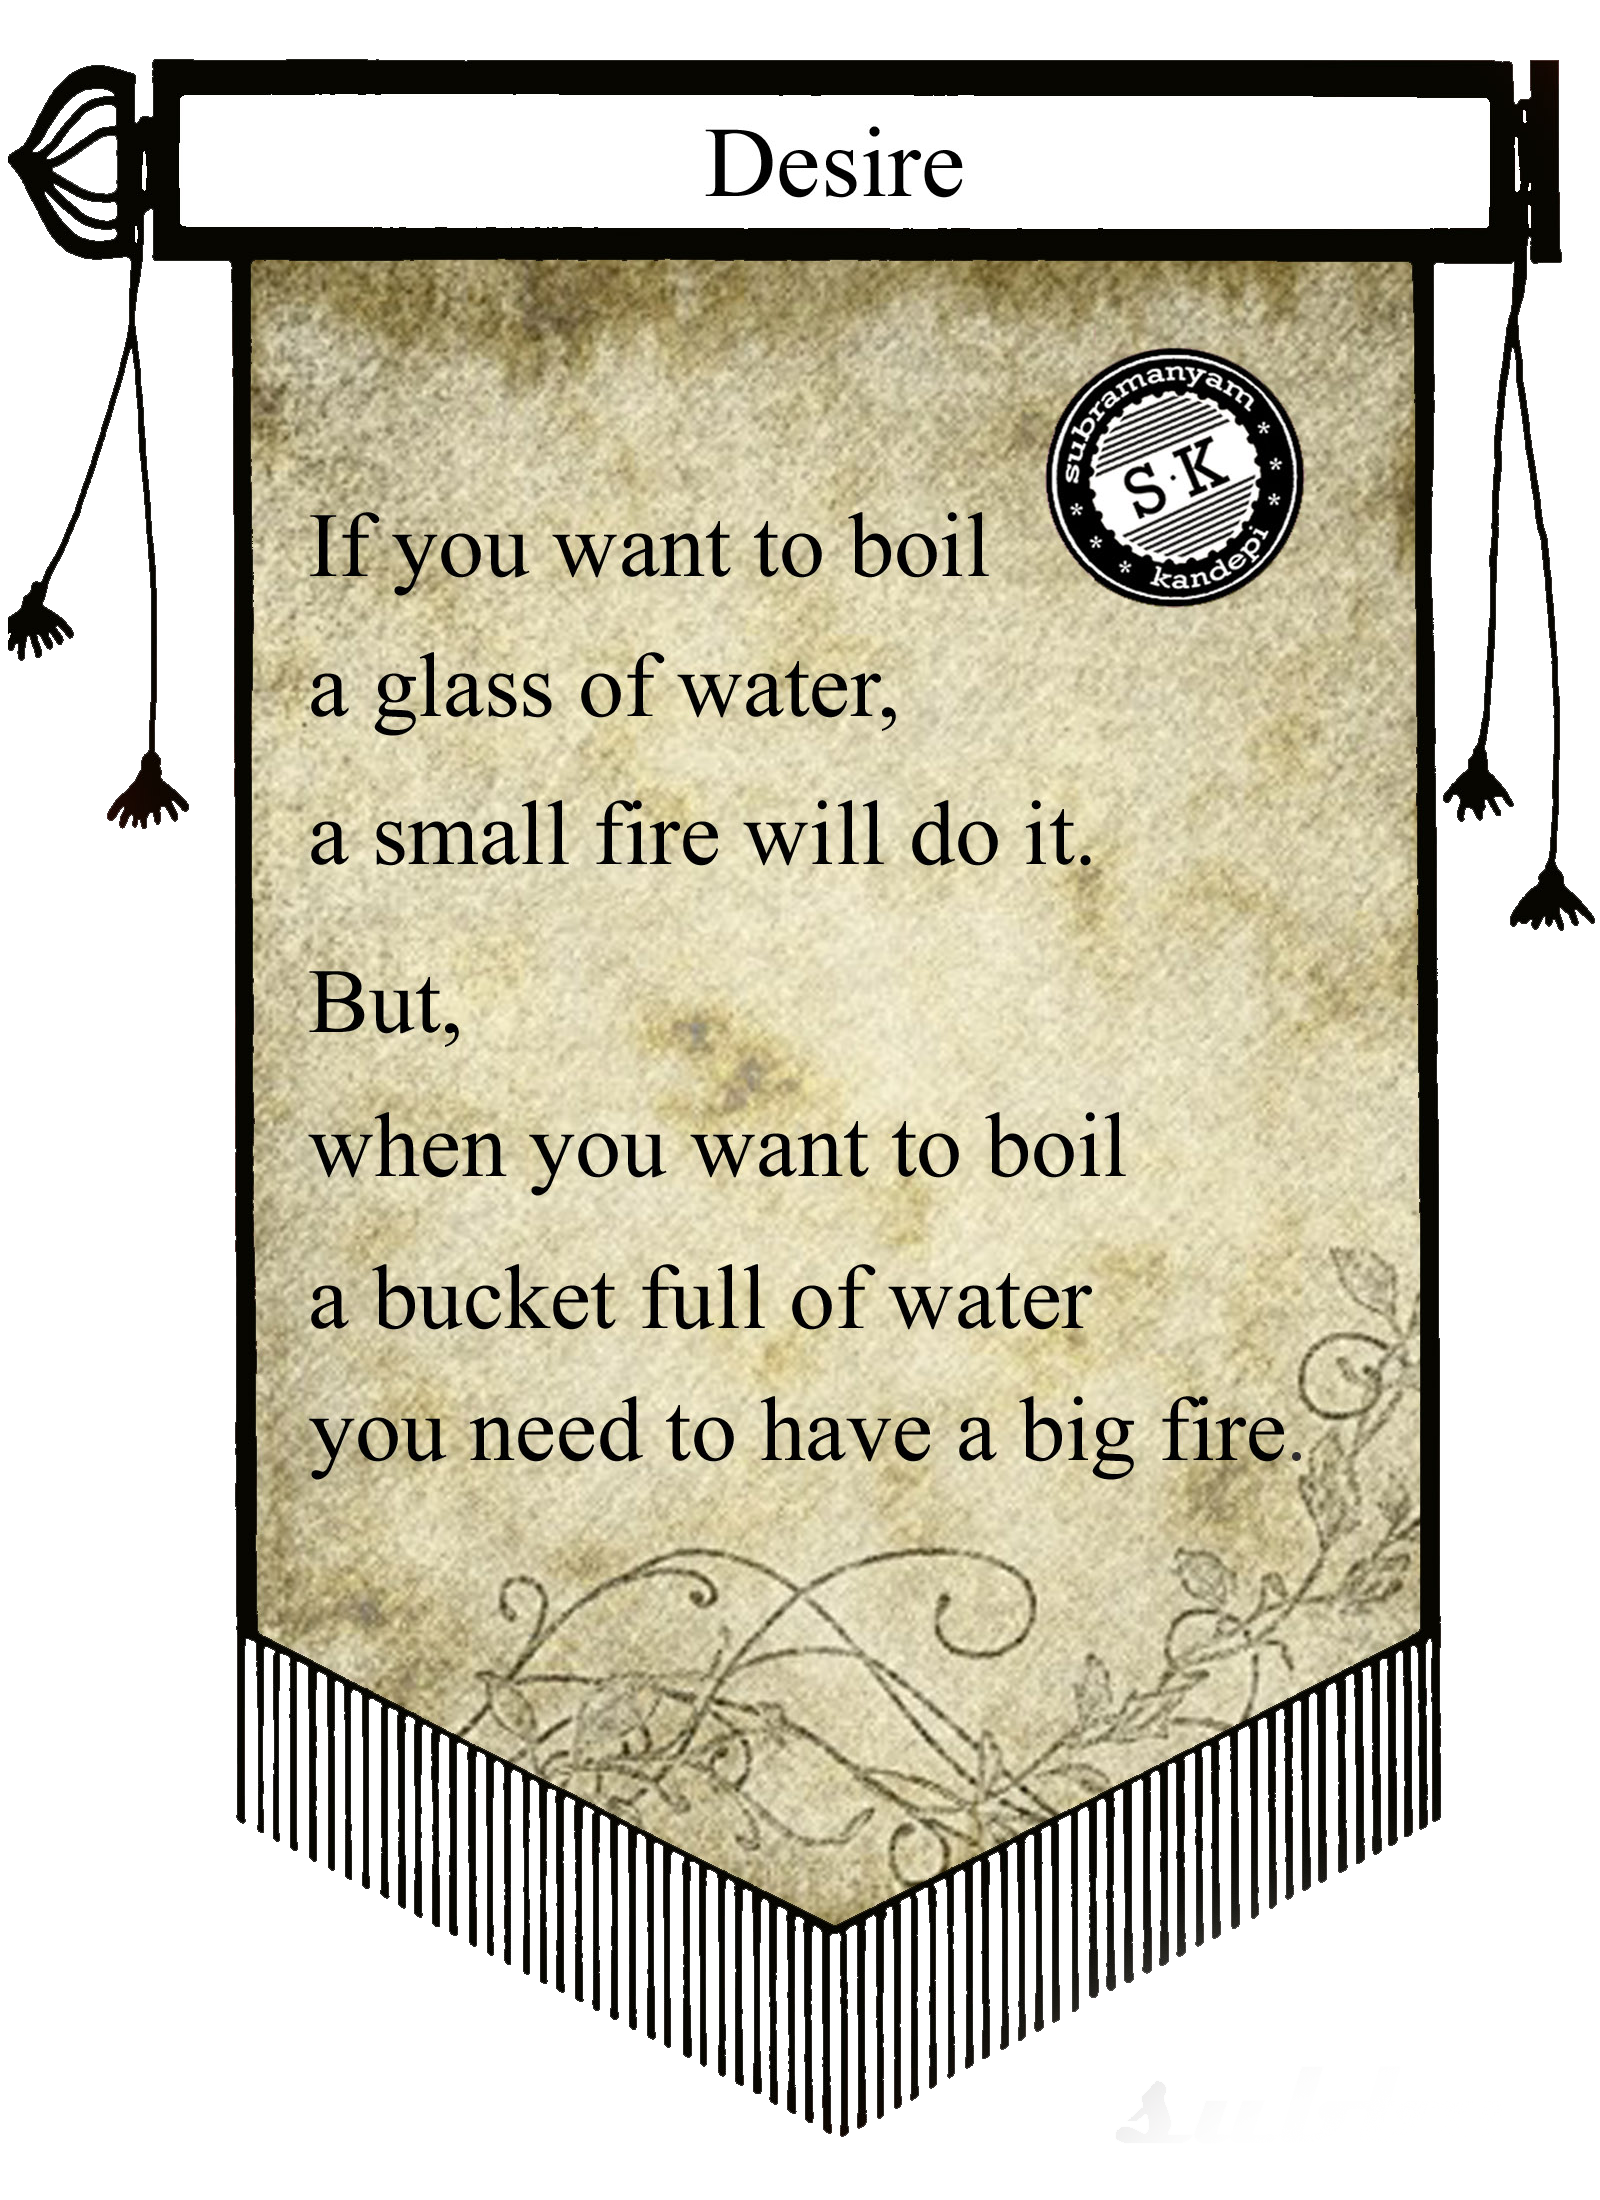 Desire
subramanyam
S·K
kandepi
If you want to boil
a glass of water,
a small fire will do it.
But,
when you want to boil
a bucket full of water
you need to have a big fire.